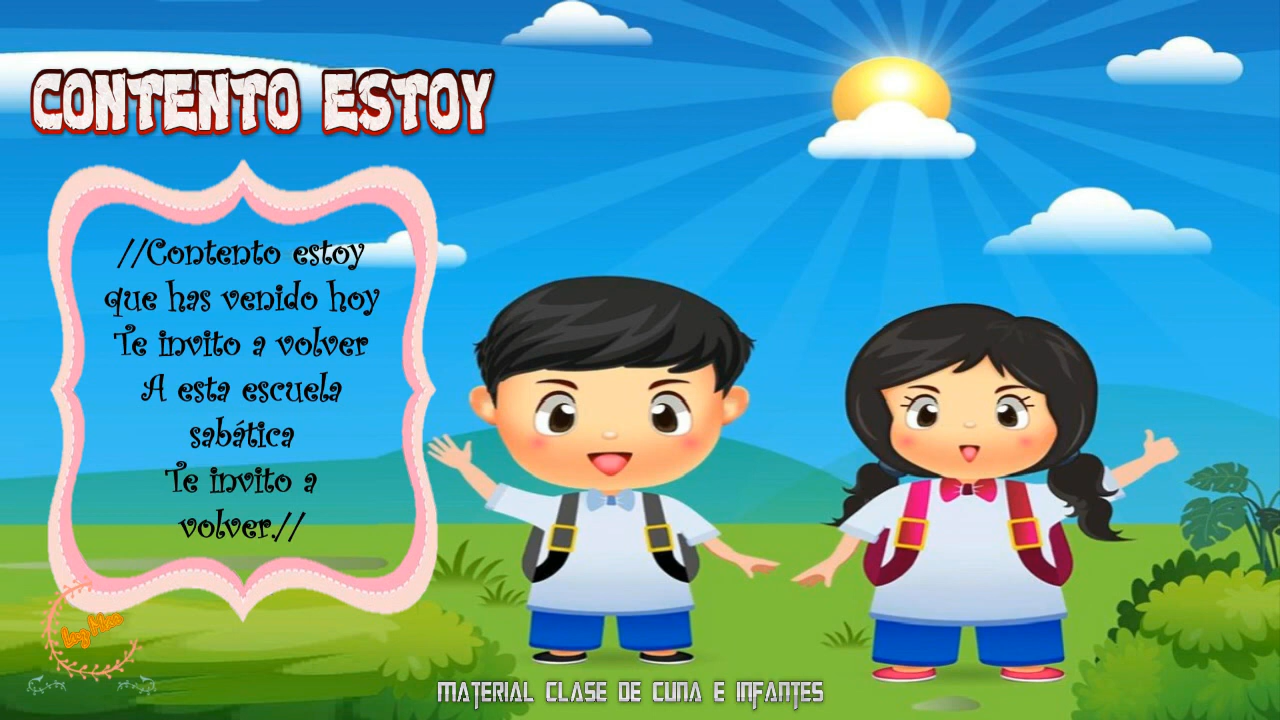 CONTENTO ESTOY
//Contento estoy
que has venido hoy
Te invito a volver
A esta escuela
sabática
Te invito a
volver.//
MATERIAL CLASE DE CUNA E INFANTES